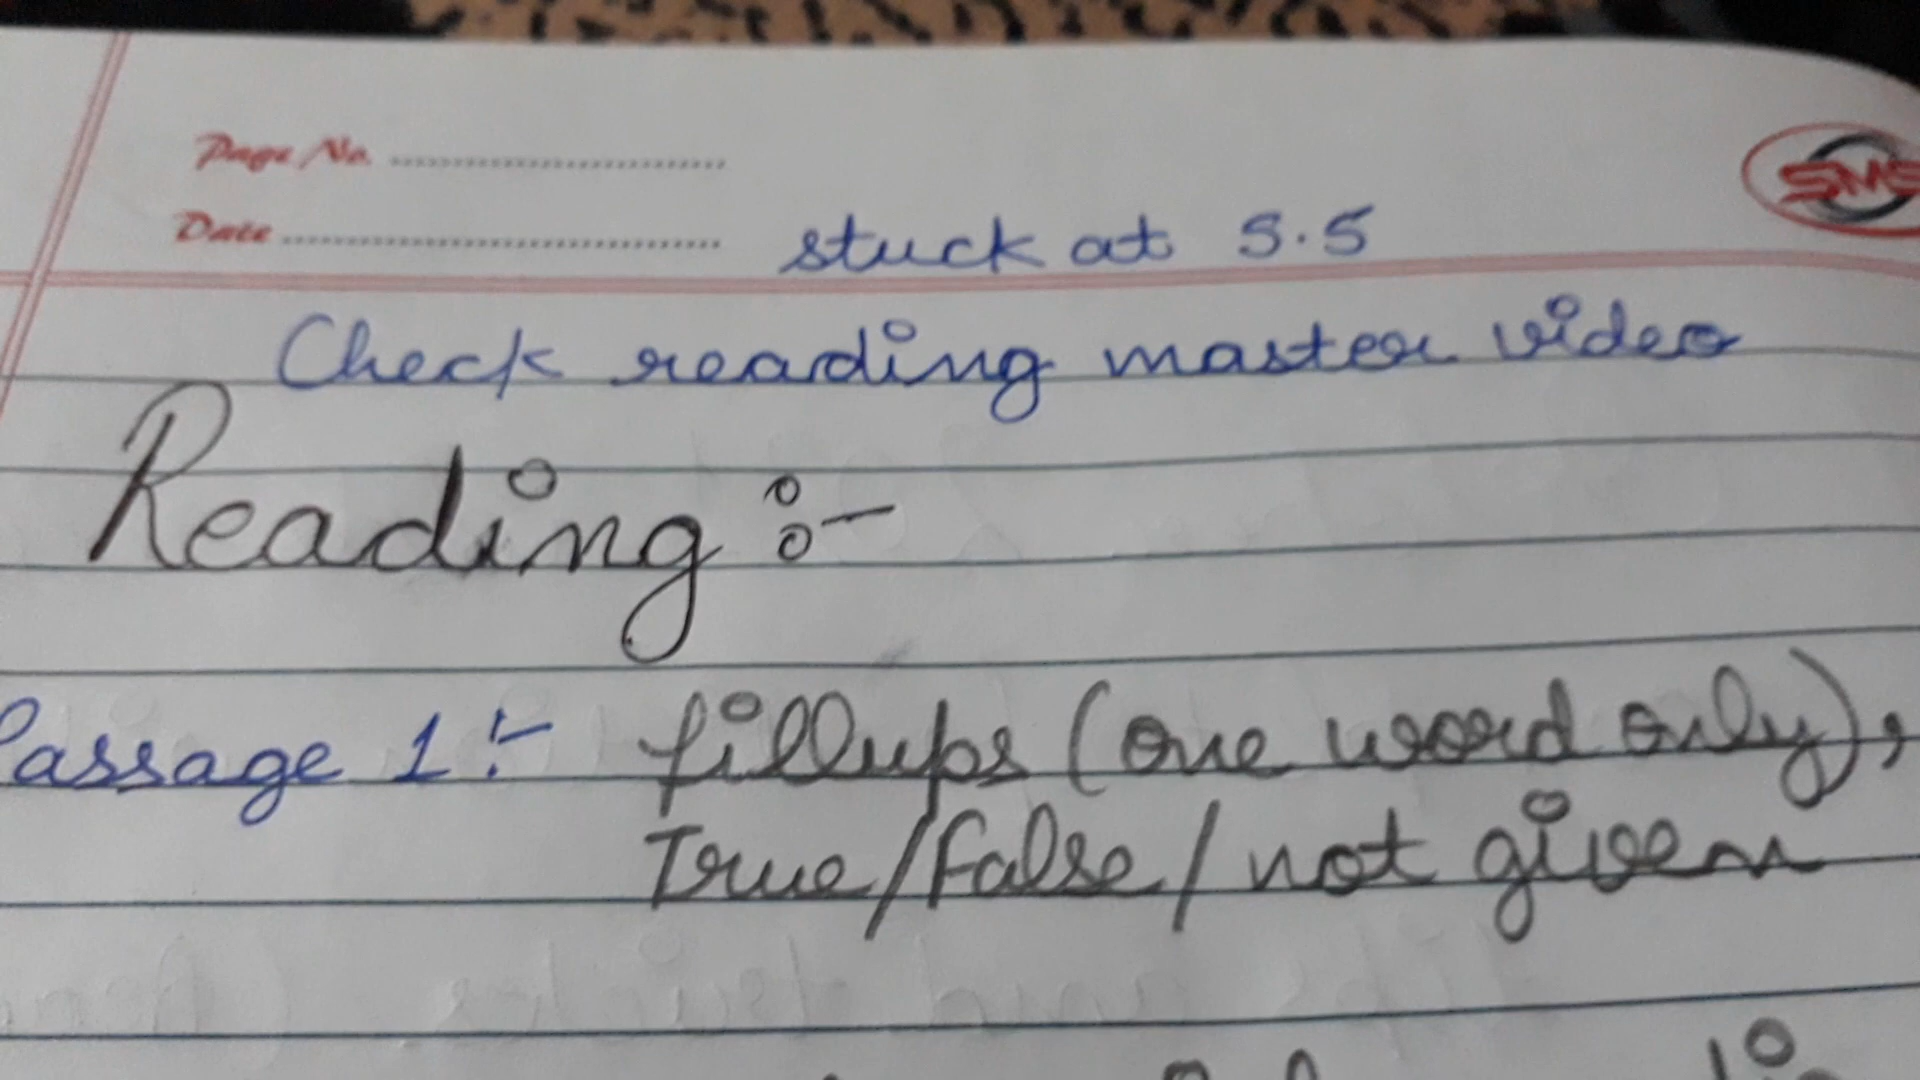 Page No.
SMS
Date
stuck at 5.5
Check reading master video
Reading :-
Passage 1 :- fillups (one word only),
True/False/not given